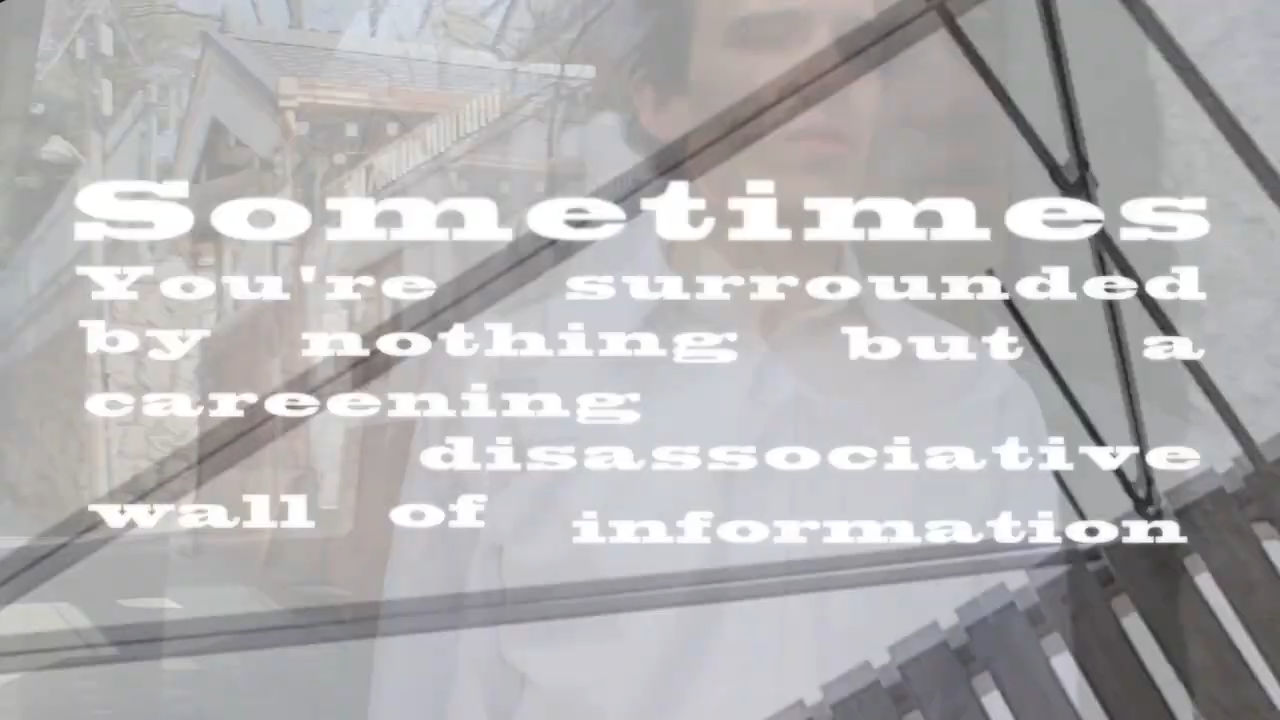 Sometimes
You're surrounded
by nothing but a
careening
disassociative
wall of information